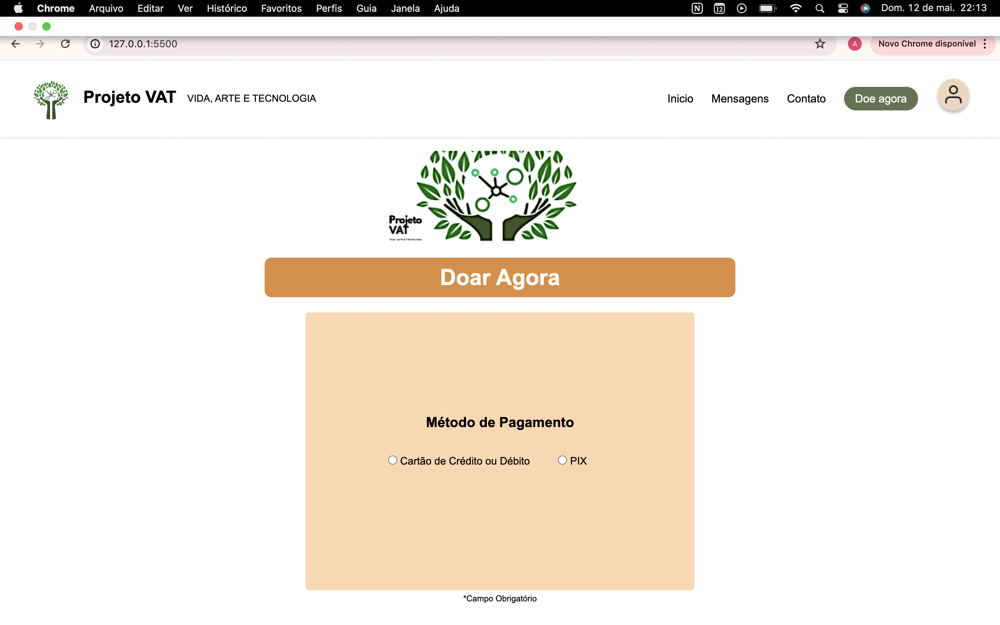 Chrome Arquivo Editar Ver Histórico Favoritos Perfis Guia Janela Ajuda N 12 Dom. 12 de mai. 22:13
127.0.0.1:5500 A Novo Chrome disponível
Projeto VAT VIDA, ARTE E TECNOLOGIA Inicio Mensagens Contato Doe agora
Projeto
VAT
Doar Agora
Método de Pagamento
Cartão de Crédito ou Débito PIX
*Campo Obrigatório